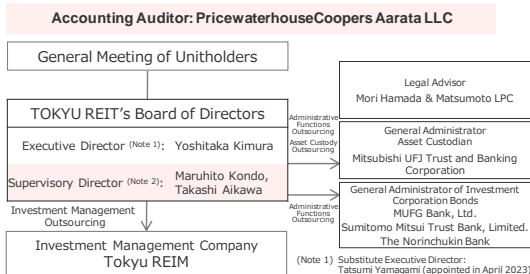 Accounting Auditor: PricewaterhouseCoopers Aarata LLC
General Meeting of Unitholders
TOKYU REIT's Board of Directors
Executive Director (Note 1): Yoshitaka Kimura
Supervisory Director (Note 2): Maruhito Kondo,
Takashi Aikawa
Investment Management
Outsourcing
Investment Management Company
Tokyu REIM
Administrative
Functions
Outsourcing
Asset Custody
Outsourcing
Administrative
Functions
Outsourcing
Legal Advisor
Mori Hamada & Matsumoto LPC
General Administrator
Asset Custodian
Mitsubishi UFJ Trust and Banking
Corporation
General Administrator of Investment
Corporation Bonds
MUFG Bank, Ltd.
Sumitomo Mitsui Trust Bank, Limited.
The Norinchukin Bank
(Note 1) Substitute Executive Director:
Tatsumi Yamagami (appointed in April 2023)